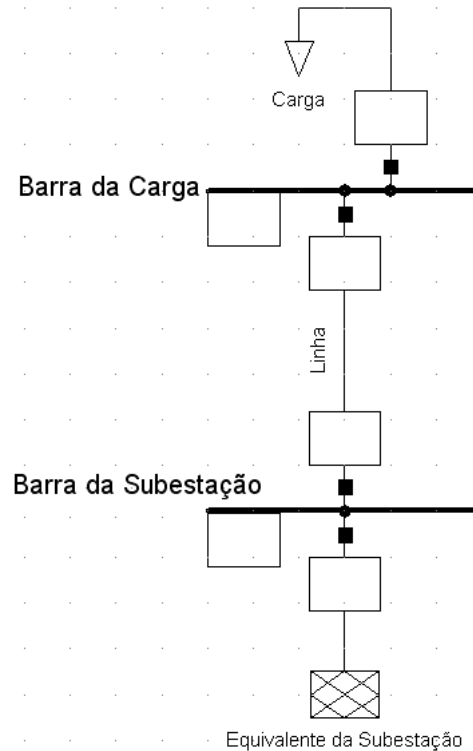 Carga
Barra da Carga
Linha
Barra da Subestação
Equivalente da Subestação